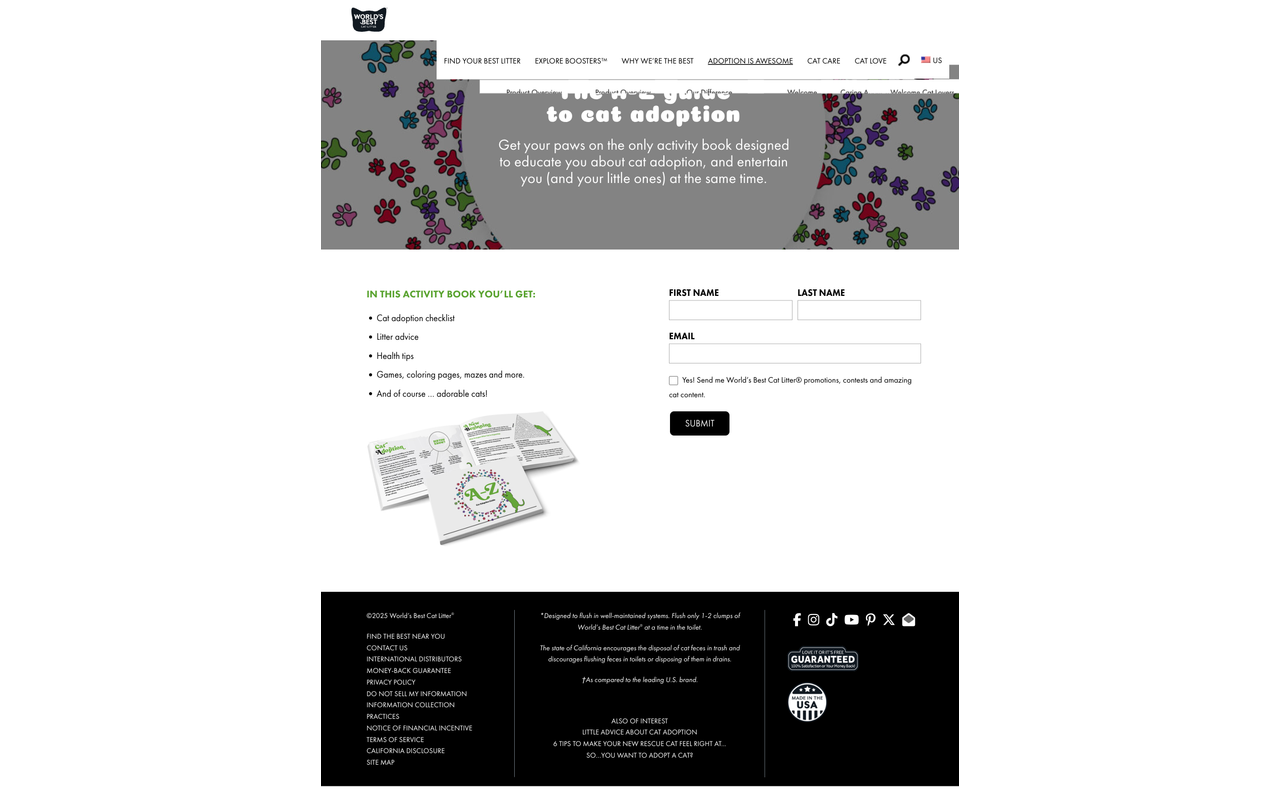 WORLD'S
BEST
CAT LITTER
FIND YOUR BEST LITTER EXPLORE BOOSTERS™ WHY WE'RE THE BEST ADOPTION IS AWESOME CAT CARE CAT LOVE US
Product Overview Product Overview Our Difference Welcome Caring A Welcome Cat Lovers
The A-Z guide
to cat adoption
Get your paws on the only activity book designed
to educate you about cat adoption, and entertain
you (and your little ones) at the same time.
IN THIS ACTIVITY BOOK YOU'LL GET:
• Cat adoption checklist
• Litter advice
• Health tips
• Games, coloring pages, mazes and more.
• And of course ... adorable cats!
Cat
Adoption
A-Z
FIRST NAME LAST NAME
EMAIL
Yes! Send me World's Best Cat Litter® promotions, contests and amazing
cat content.
SUBMIT
©2025 World's Best Cat Litter®
FIND THE BEST NEAR YOU
CONTACT US
INTERNATIONAL DISTRIBUTORS
MONEY-BACK GUARANTEE
PRIVACY POLICY
DO NOT SELL MY INFORMATION
INFORMATION COLLECTION
PRACTICES
NOTICE OF FINANCIAL INCENTIVE
TERMS OF SERVICE
CALIFORNIA DISCLOSURE
SITE MAP
*Designed to flush in well-maintained systems. Flush only 1-2 clumps of
World's Best Cat Litter® at a time in the toilet.
The state of California encourages the disposal of cat feces in trash and
discourages flushing feces in toilets or disposing of them in drains.
†As compared to the leading U.S. brand.
ALSO OF INTEREST
LITTLE ADVICE ABOUT CAT ADOPTION
6 TIPS TO MAKE YOUR NEW RESCUE CAT FEEL RIGHT AT...
SO...YOU WANT TO ADOPT A CAT?
LOVE IT OR IT'S FREE
GUARANTEED
100% Satisfaction or Your Money Back!
MADE IN THE
USA